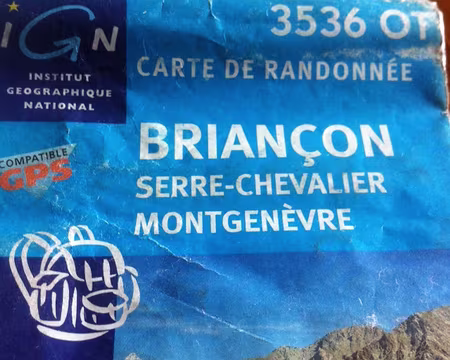 3536 OT
IGN
INSTITUT
GEOGRAPHIQUE
NATIONAL
CARTE DE RANDONNÉE
COMPATIBLE
GPS
BRIANÇON
SERRE-CHEVALIER
MONTGENÈVRE